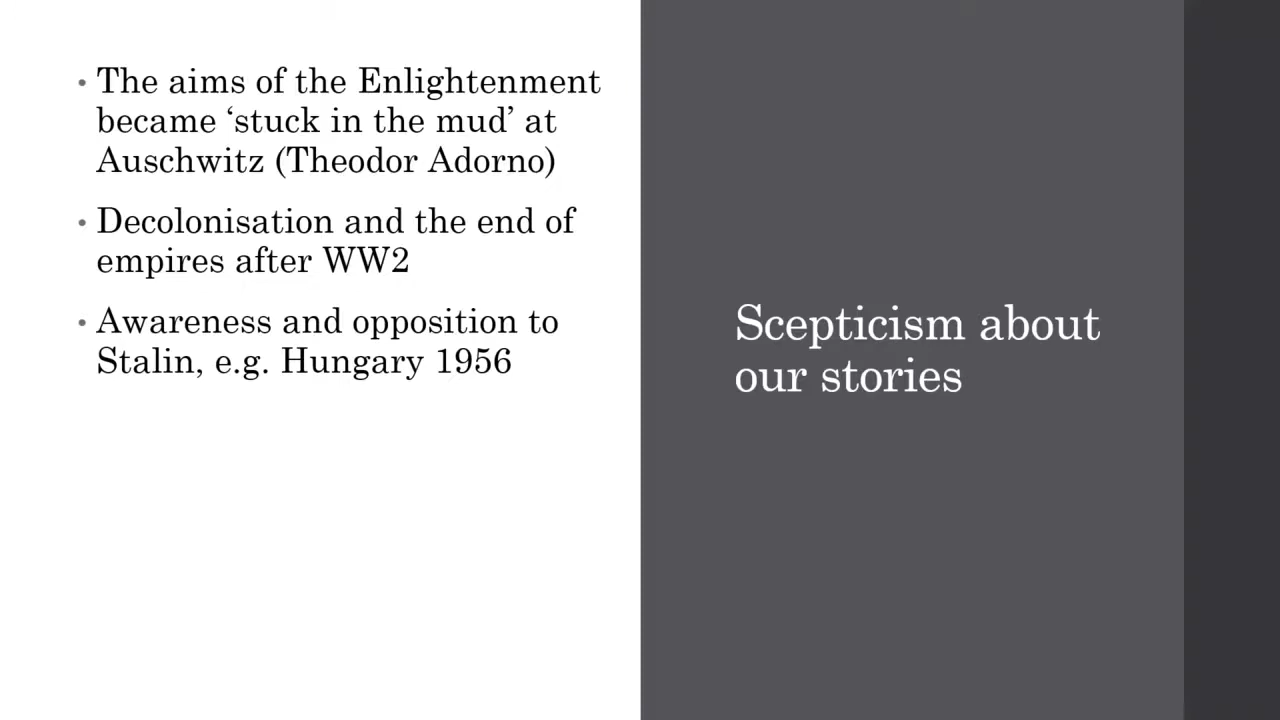 • The aims of the Enlightenment
became ‘stuck in the mud’ at
Auschwitz (Theodor Adorno)
• Decolonisation and the end of
empires after WW2
• Awareness and opposition to
Stalin, e.g. Hungary 1956
Scepticism about
our stories